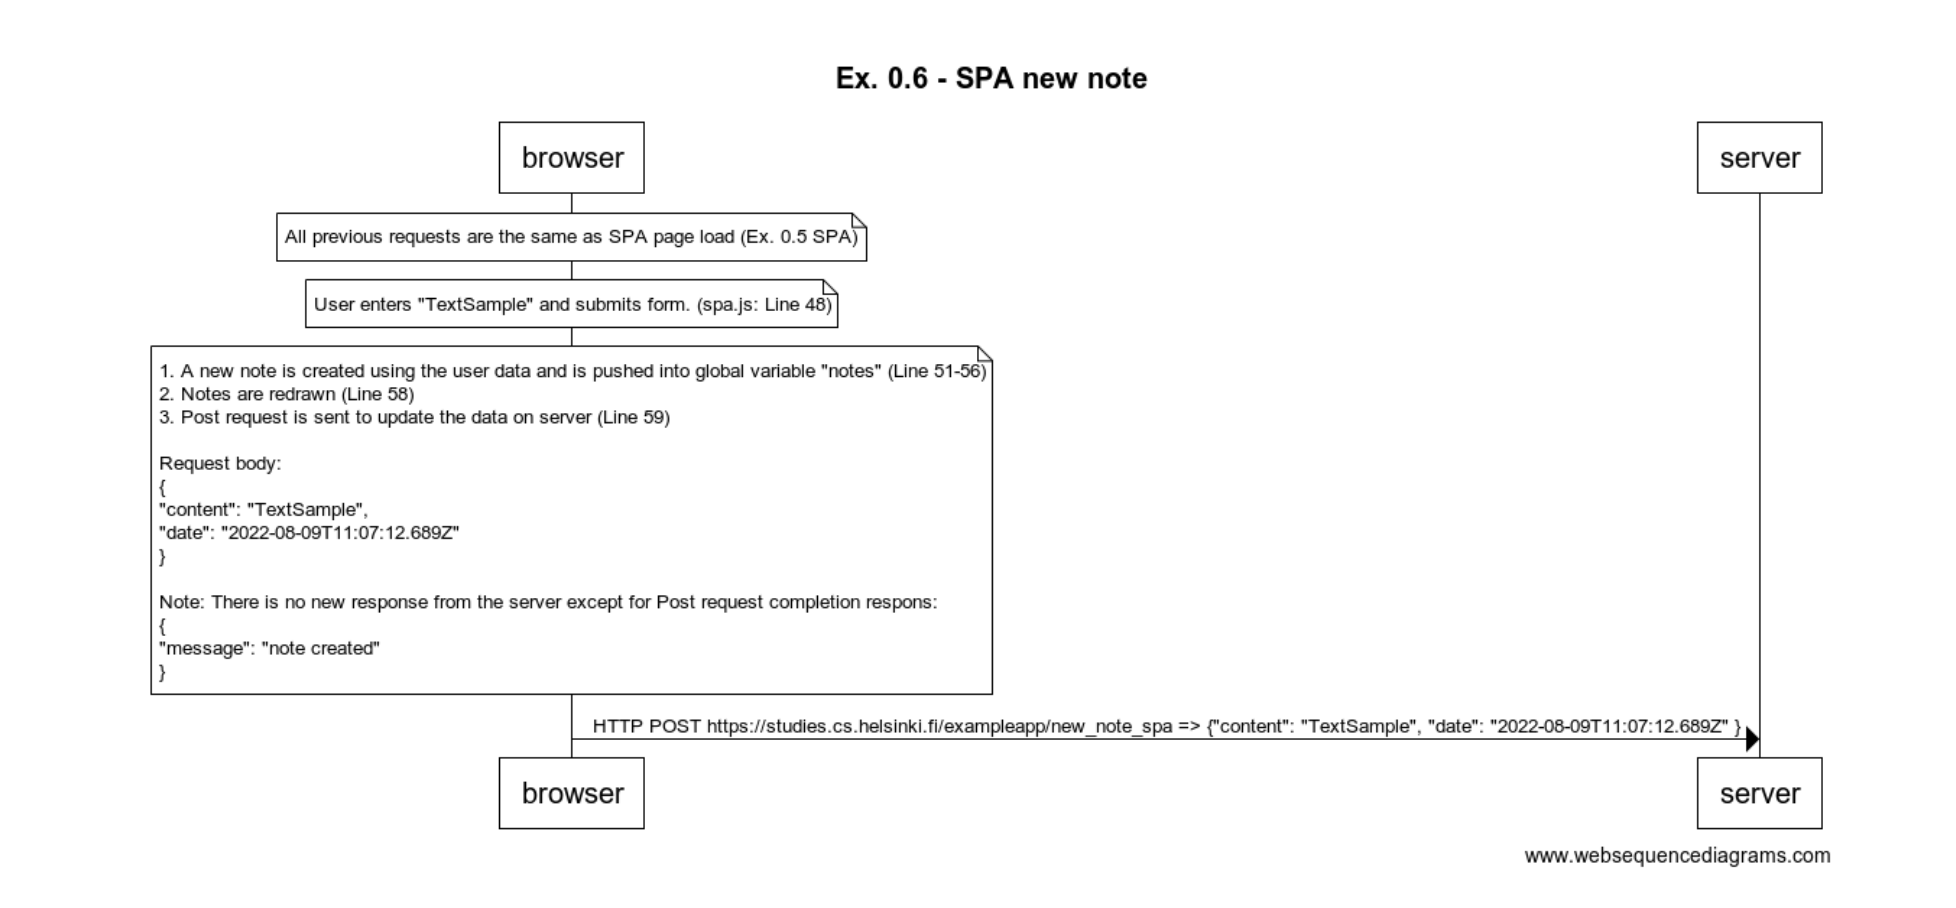 Ex. 0.6 - SPA new note
browser
server
All previous requests are the same as SPA page load (Ex. 0.5 SPA)
User enters "TextSample" and submits form. (spa.js: Line 48)
1. A new note is created using the user data and is pushed into global variable "notes" (Line 51-56)
2. Notes are redrawn (Line 58)
3. Post request is sent to update the data on server (Line 59)
Request body:
{
"content": "TextSample",
"date": "2022-08-09T11:07:12.689Z"
}
Note: There is no new response from the server except for Post request completion respons:
{
"message": "note created"
}
HTTP POST https://studies.cs.helsinki.fi/exampleapp/new_note_spa => {"content": "TextSample", "date": "2022-08-09T11:07:12.689Z" }
browser
server
www.websequencediagrams.com